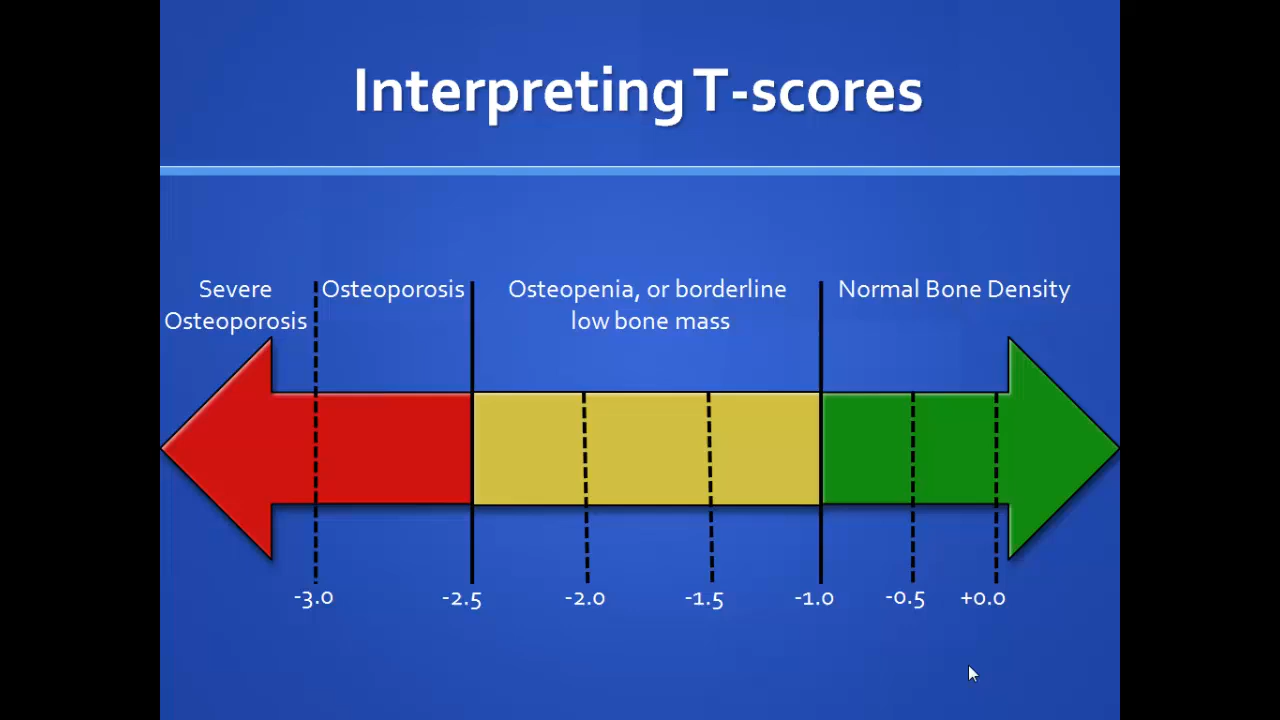 Interpreting T-scores
Severe
Osteoporosis
Osteoporosis
Osteopenia, or borderline
low bone mass
Normal Bone Density
-3.0 -2.5 -2.0 -1.5 -1.0 -0.5 +0.0